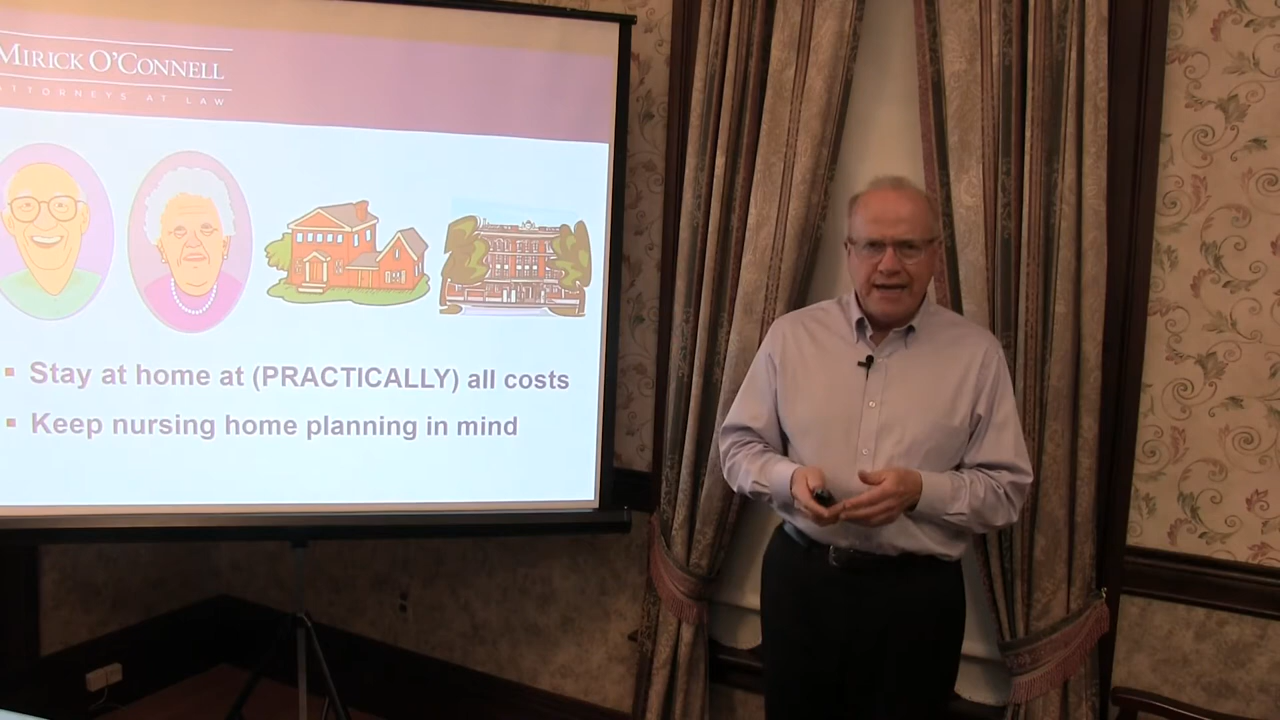 MIRICK O'CONNELL
ATTORNEYS AT LAW
Stay at home at (PRACTICALLY) all costs
Keep nursing home planning in mind